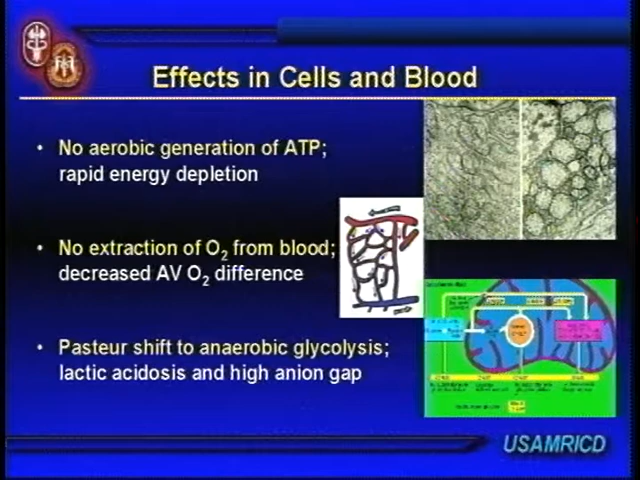 Effects in Cells and Blood
• No aerobic generation of ATP;
rapid energy depletion
• No extraction of O₂ from blood;
decreased AV O₂ difference
• Pasteur shift to anaerobic glycolysis;
lactic acidosis and high anion gap
USAMRICD